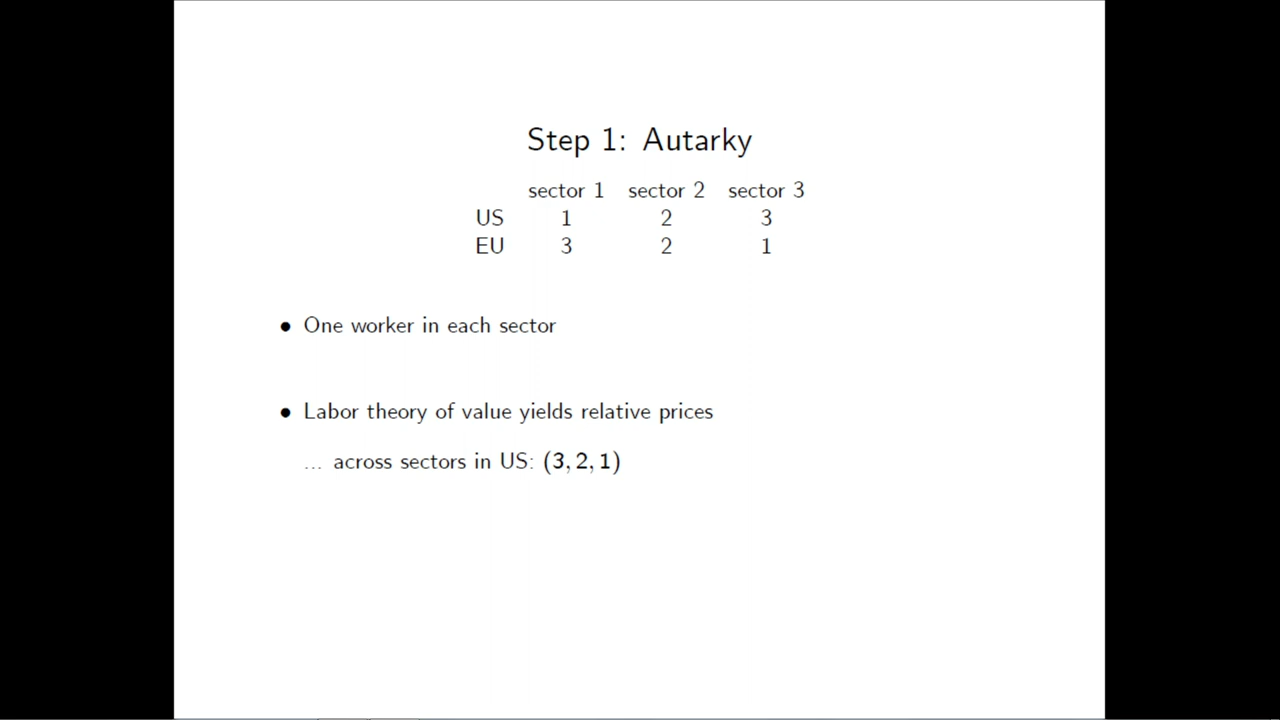 Step 1: Autarky
sector 1 sector 2 sector 3
US 1 2 3
EU 3 2 1
• One worker in each sector
• Labor theory of value yields relative prices
... across sectors in US: (3, 2, 1)